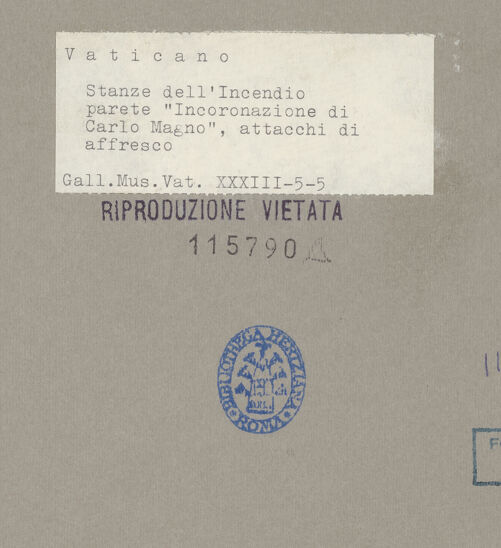 Vaticano
Stanze dell'Incendio
parete "Incoronazione di
Carlo Magno", attacchi di
affresco
Gall.Mus.Vat. XXXIII-5-5
RIPRODUZIONE VIETATA
115790
BIBLIOTHECA HERTZIANA
ROMA